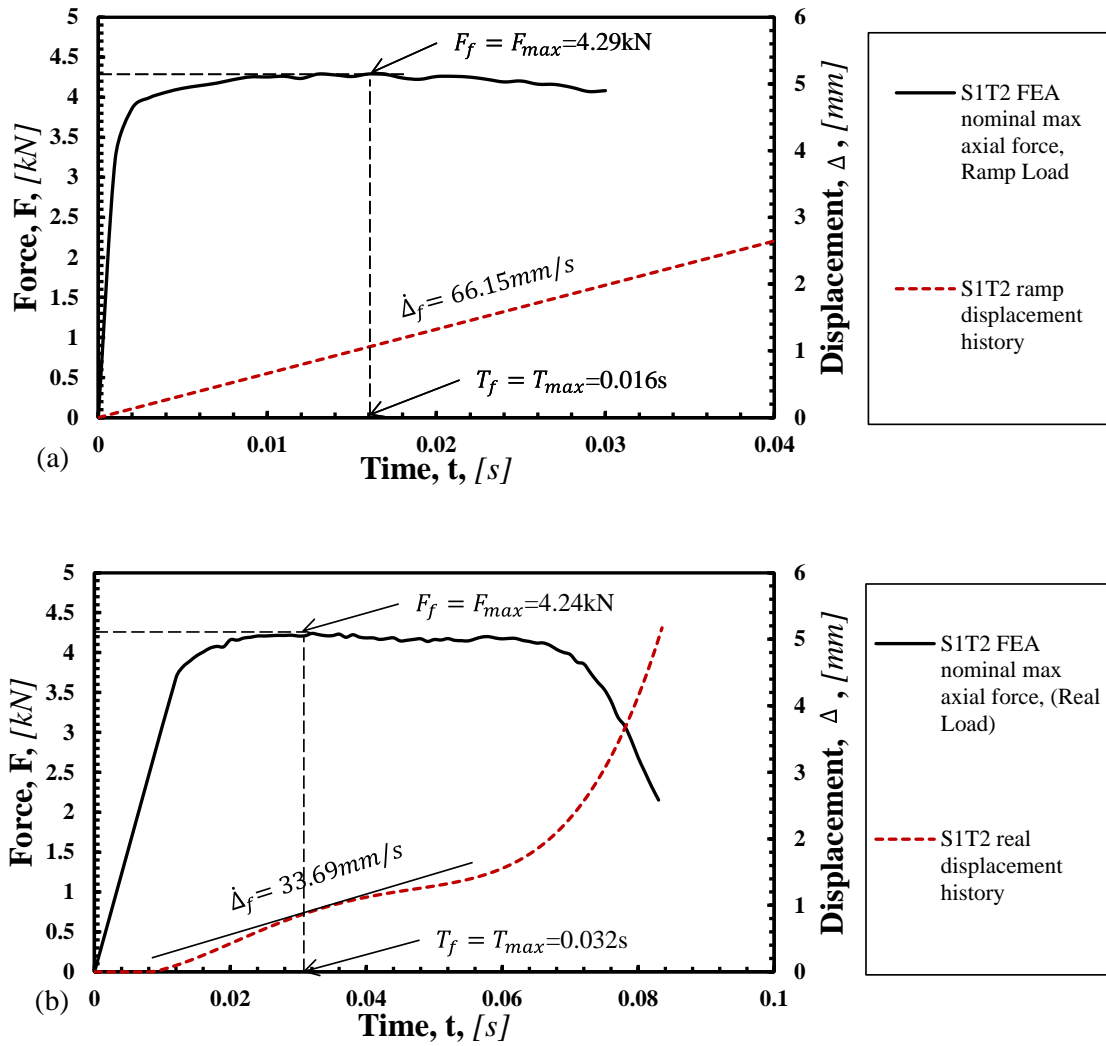 5
4.5
4
3.5
3
2.5
2
1.5
1
0.5
0
Force, F, [kN]
6
5
4
3
2
1
0
Displacement, Δ , [mm]
0
0.01
0.02
0.03
0.04
Time, t, [s]
(a)
F_f = F_max=4.29kN
Δ̇_f = 66.15mm/s
T_f = T_max=0.016s
S1T2 FEA
nominal max
axial force,
Ramp Load
S1T2 ramp
displacement
history
5
4.5
4
3.5
3
2.5
2
1.5
1
0.5
0
Force, F, [kN]
6
5
4
3
2
1
0
Displacement, Δ , [mm]
0
0.02
0.04
0.06
0.08
0.1
Time, t, [s]
(b)
F_f = F_max=4.24kN
Δ̇_f = 33.69mm/s
T_f = T_max=0.032s
S1T2 FEA
nominal max
axial force, (Real
Load)
S1T2 real
displacement
history